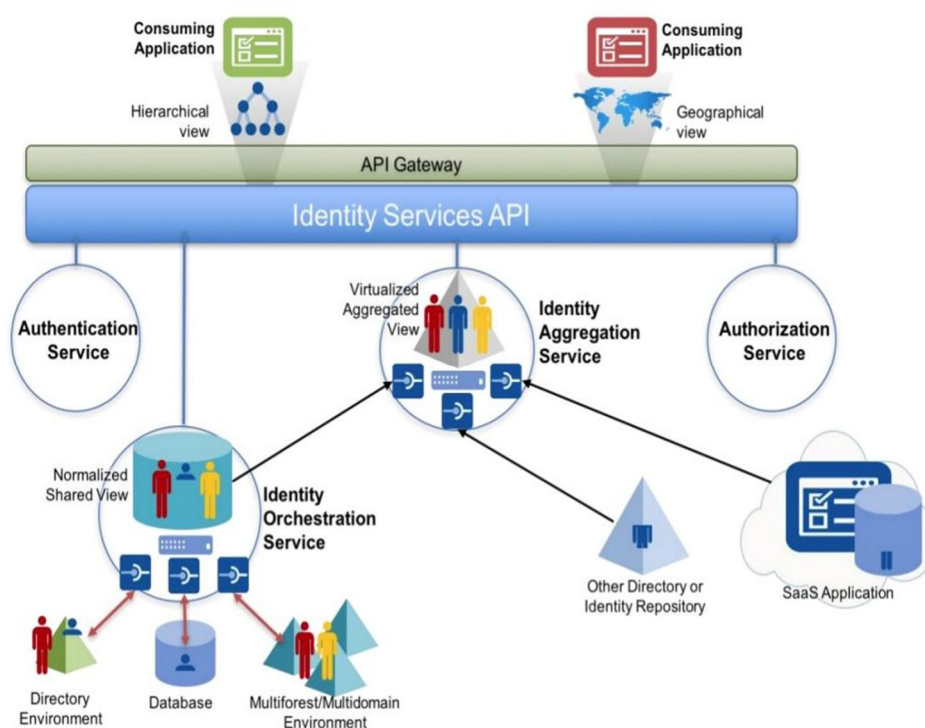 Consuming
Application
Consuming
Application
Hierarchical
view
Geographical
view
API Gateway
Identity Services API
Authentication
Service
Virtualized
Aggregated
View
Identity
Aggregation
Service
Authorization
Service
Normalized
Shared View
Identity
Orchestration
Service
Other Directory or
Identity Repository
SaaS Application
Directory
Environment
Database
Multiforest/Multidomain
Environment